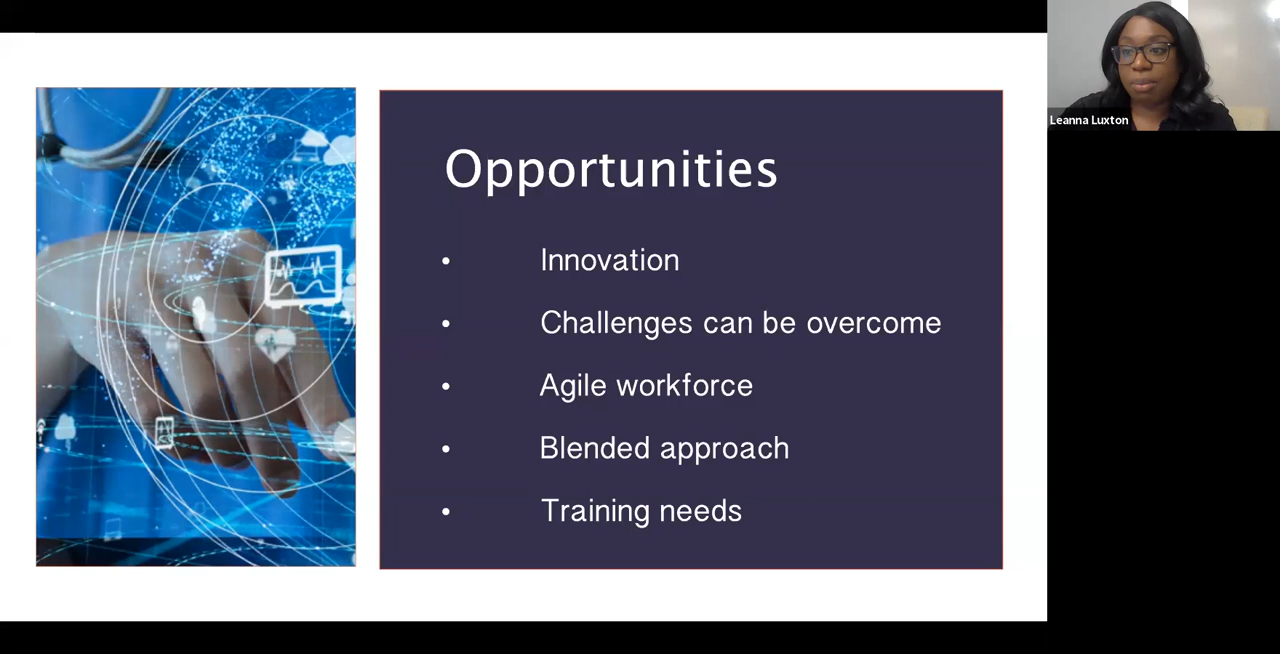 Opportunities
• Innovation
• Challenges can be overcome
• Agile workforce
• Blended approach
• Training needs
Leanna Luxton